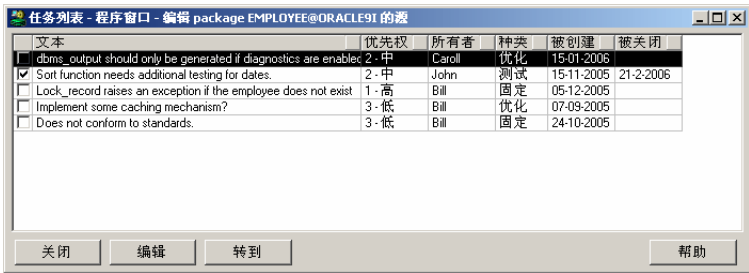 任务列表 - 程序窗口 - 编辑 package EMPLOYEE@ORACLE9I 的源
文本 优先权 所有者 种类 被创建 被关闭
dbms_output should only be generated if diagnostics are enabled 2 - 中 Caroll 优化 15-01-2006
Sort function needs additional testing for dates. 2 - 中 John 测试 15-11-2005 21-2-2006
Lock_record raises an exception if the employee does not exist 1 - 高 Bill 固定 05-12-2005
Implement some caching mechanism? 3 - 低 Bill 优化 07-09-2005
Does not conform to standards. 3 - 低 Bill 固定 24-10-2005
关闭 编辑 转到 帮助